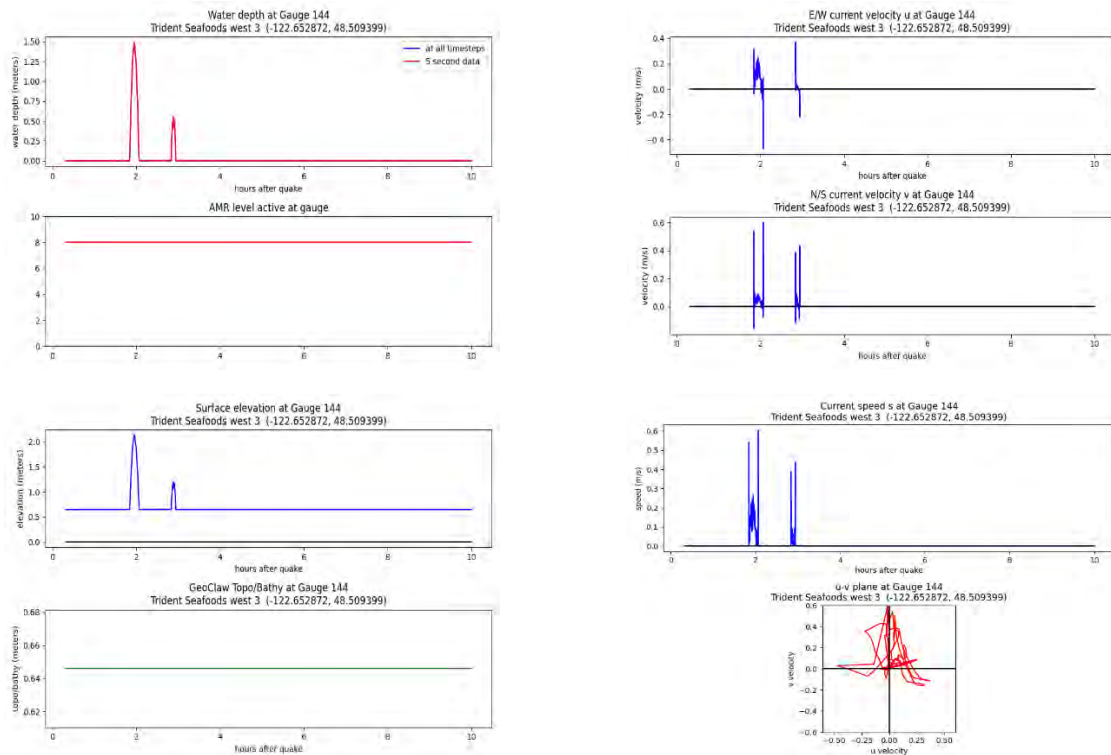 Water depth at Gauge 144
Trident Seafoods west 3 (-122.652872, 48.509399)
at all timesteps
5 second data
water depth (meters)
1.50
1.25
1.00
0.75
0.50
0.25
0.00
0 2 4 6 8 10
hours after quake
AMR level active at gauge
10
8
6
4
2
0
0 2 4 6 8 10
hours after quake
Surface elevation at Gauge 144
Trident Seafoods west 3 (-122.652872, 48.509399)
elevation (meters)
2.0
1.5
1.0
0.5
0.0
0 2 4 6 8 10
hours after quake
GeoClaw Topo/Bathy at Gauge 144
Trident Seafoods west 3 (-122.652872, 48.509399)
topo/bathy (meters)
0.68
0.66
0.64
0.62
0 2 4 6 8 10
hours after quake
E/W current velocity u at Gauge 144
Trident Seafoods west 3 (-122.652872, 48.509399)
velocity (m/s)
0.4
0.2
0.0
−0.2
−0.4
0 2 4 6 8 10
hours after quake
N/S current velocity v at Gauge 144
Trident Seafoods west 3 (-122.652872, 48.509399)
velocity (m/s)
0.6
0.4
0.2
0.0
−0.2
0 2 4 6 8 10
hours after quake
Current speed s at Gauge 144
Trident Seafoods west 3 (-122.652872, 48.509399)
speed (m/s)
0.6
0.5
0.4
0.3
0.2
0.1
0.0
0 2 4 6 8 10
hours after quake
u-v plane at Gauge 144
Trident Seafoods west 3 (-122.652872, 48.509399)
v velocity
0.6
0.4
0.2
0.0
−0.2
−0.4
−0.6
−0.50 −0.25 0.00 0.25 0.50
u velocity